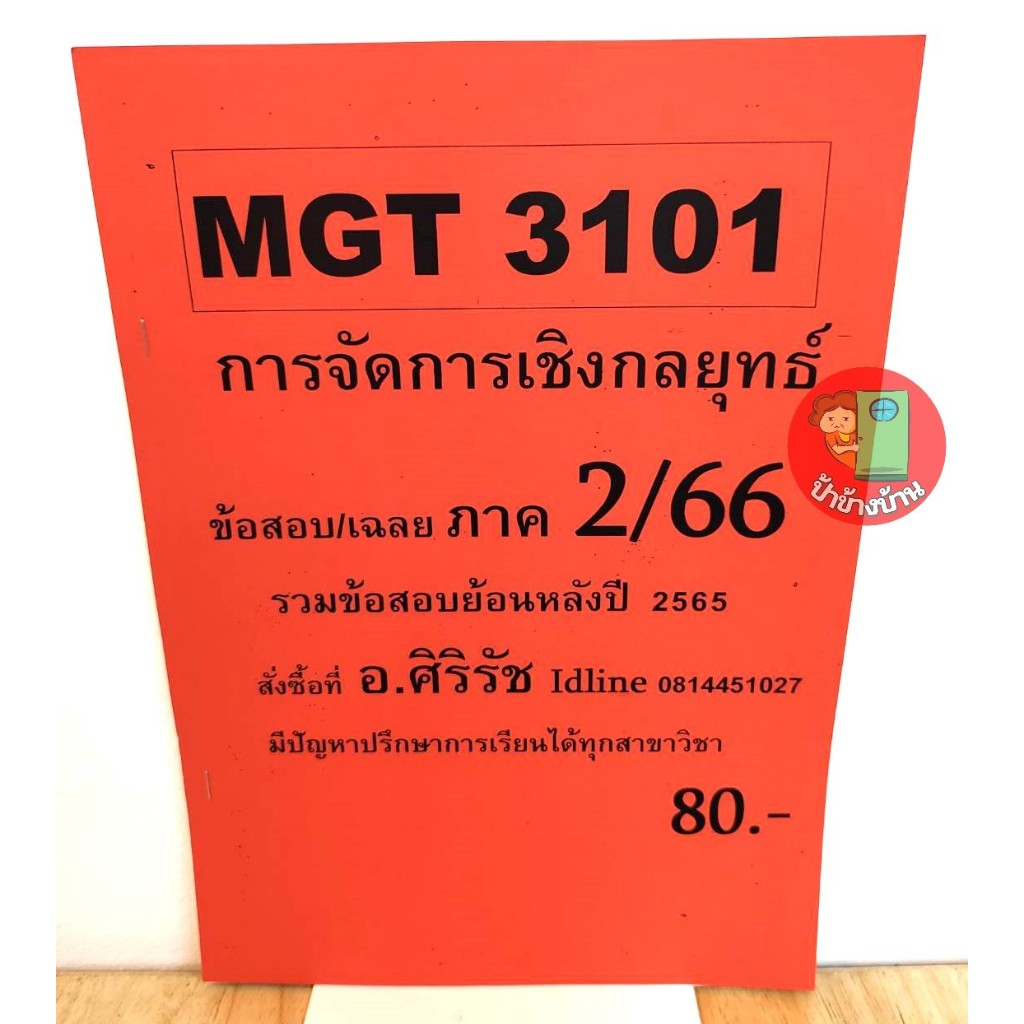 MGT 3101
การจัดการเชิงกลยุทธ์
ข้อสอบ/เฉลย ภาค 2/66
ป้าข้างบ้าน
รวมข้อสอบย้อนหลังปี 2565
สั่งซื้อที่ อ.ศิริรัช Idline 0814451027
มีปัญหาปรึกษาการเรียนได้ทุกสาขาวิชา
80.-